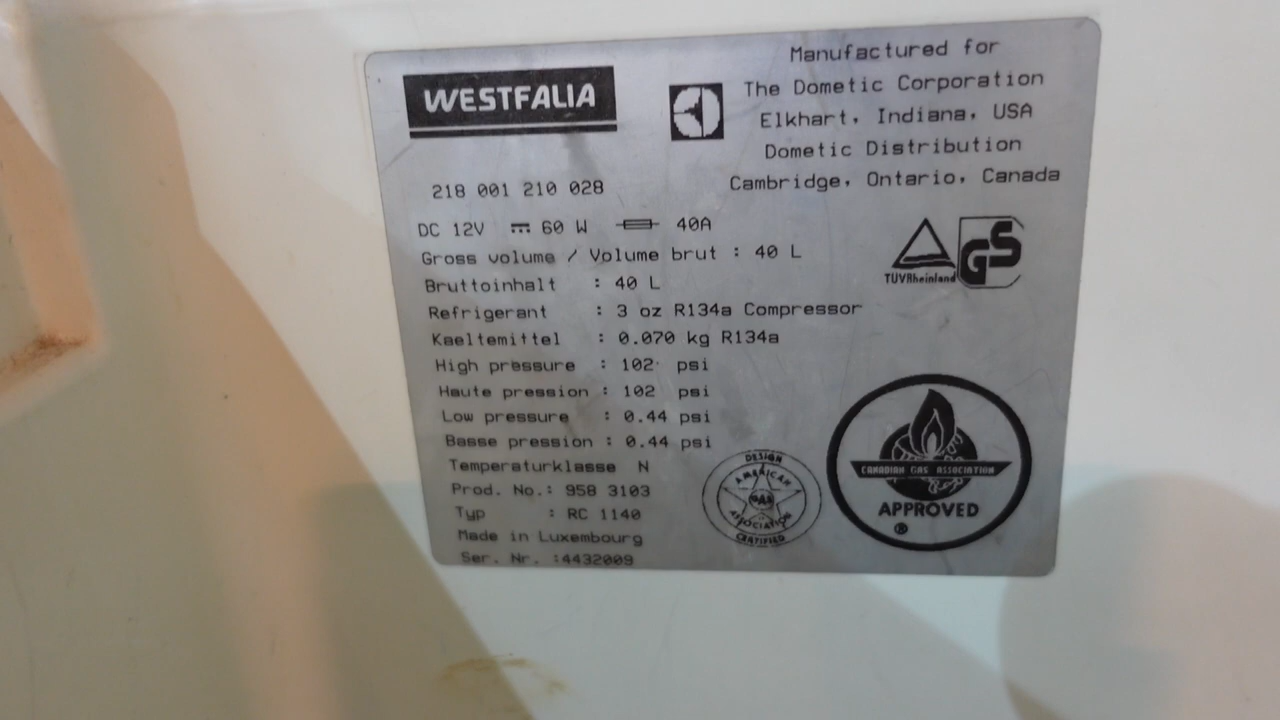 WESTFALIA
Manufactured for
The Dometic Corporation
Elkhart, Indiana, USA
Dometic Distribution
Cambridge, Ontario, Canada
218 001 210 028
DC 12V ⎓ 60 W 40A
Gross volume / Volume brut : 40 L
Bruttoinhalt : 40 L
Refrigerant : 3 oz R134a Compressor
Kaeltemittel : 0.070 kg R134a
High pressure : 102 psi
Haute pression : 102 psi
Low pressure : 0.44 psi
Basse pression : 0.44 psi
Temperaturklasse N
Prod. No.: 958 3103
Typ : RC 1140
Made in Luxembourg
Ser. Nr. :4432009
TÜVRheinland
GS
DESIGN
AMERICAN
GAS
ASSOCIATION
CERTIFIED
CANADIAN GAS ASSOCIATION
APPROVED
®